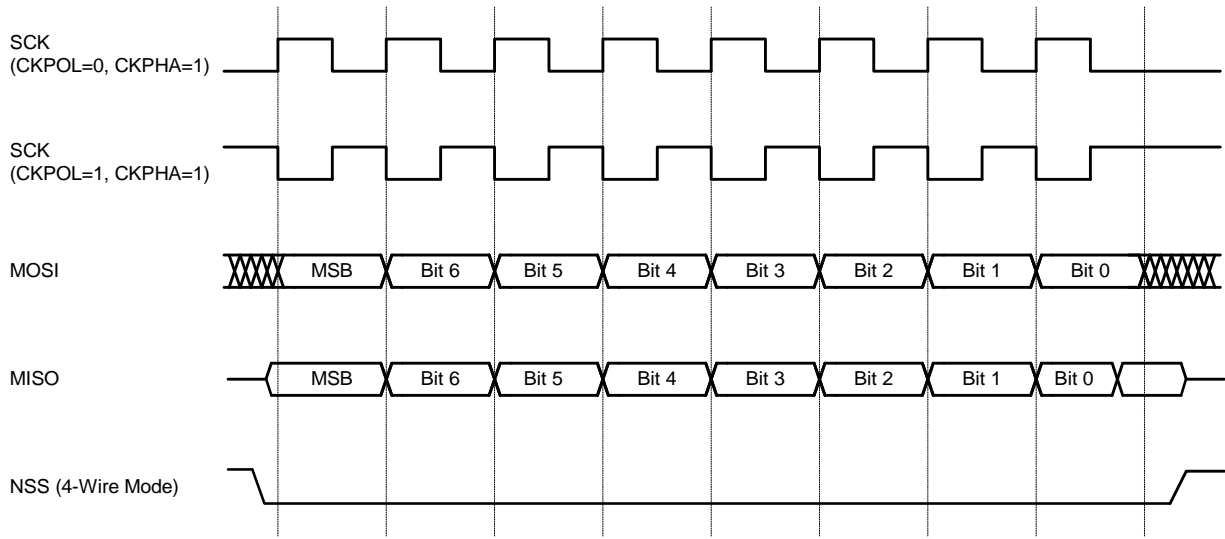 SCK
(CKPOL=0, CKPHA=1)
SCK
(CKPOL=1, CKPHA=1)
MOSI
MSB Bit 6 Bit 5 Bit 4 Bit 3 Bit 2 Bit 1 Bit 0
MISO
MSB Bit 6 Bit 5 Bit 4 Bit 3 Bit 2 Bit 1 Bit 0
NSS (4-Wire Mode)